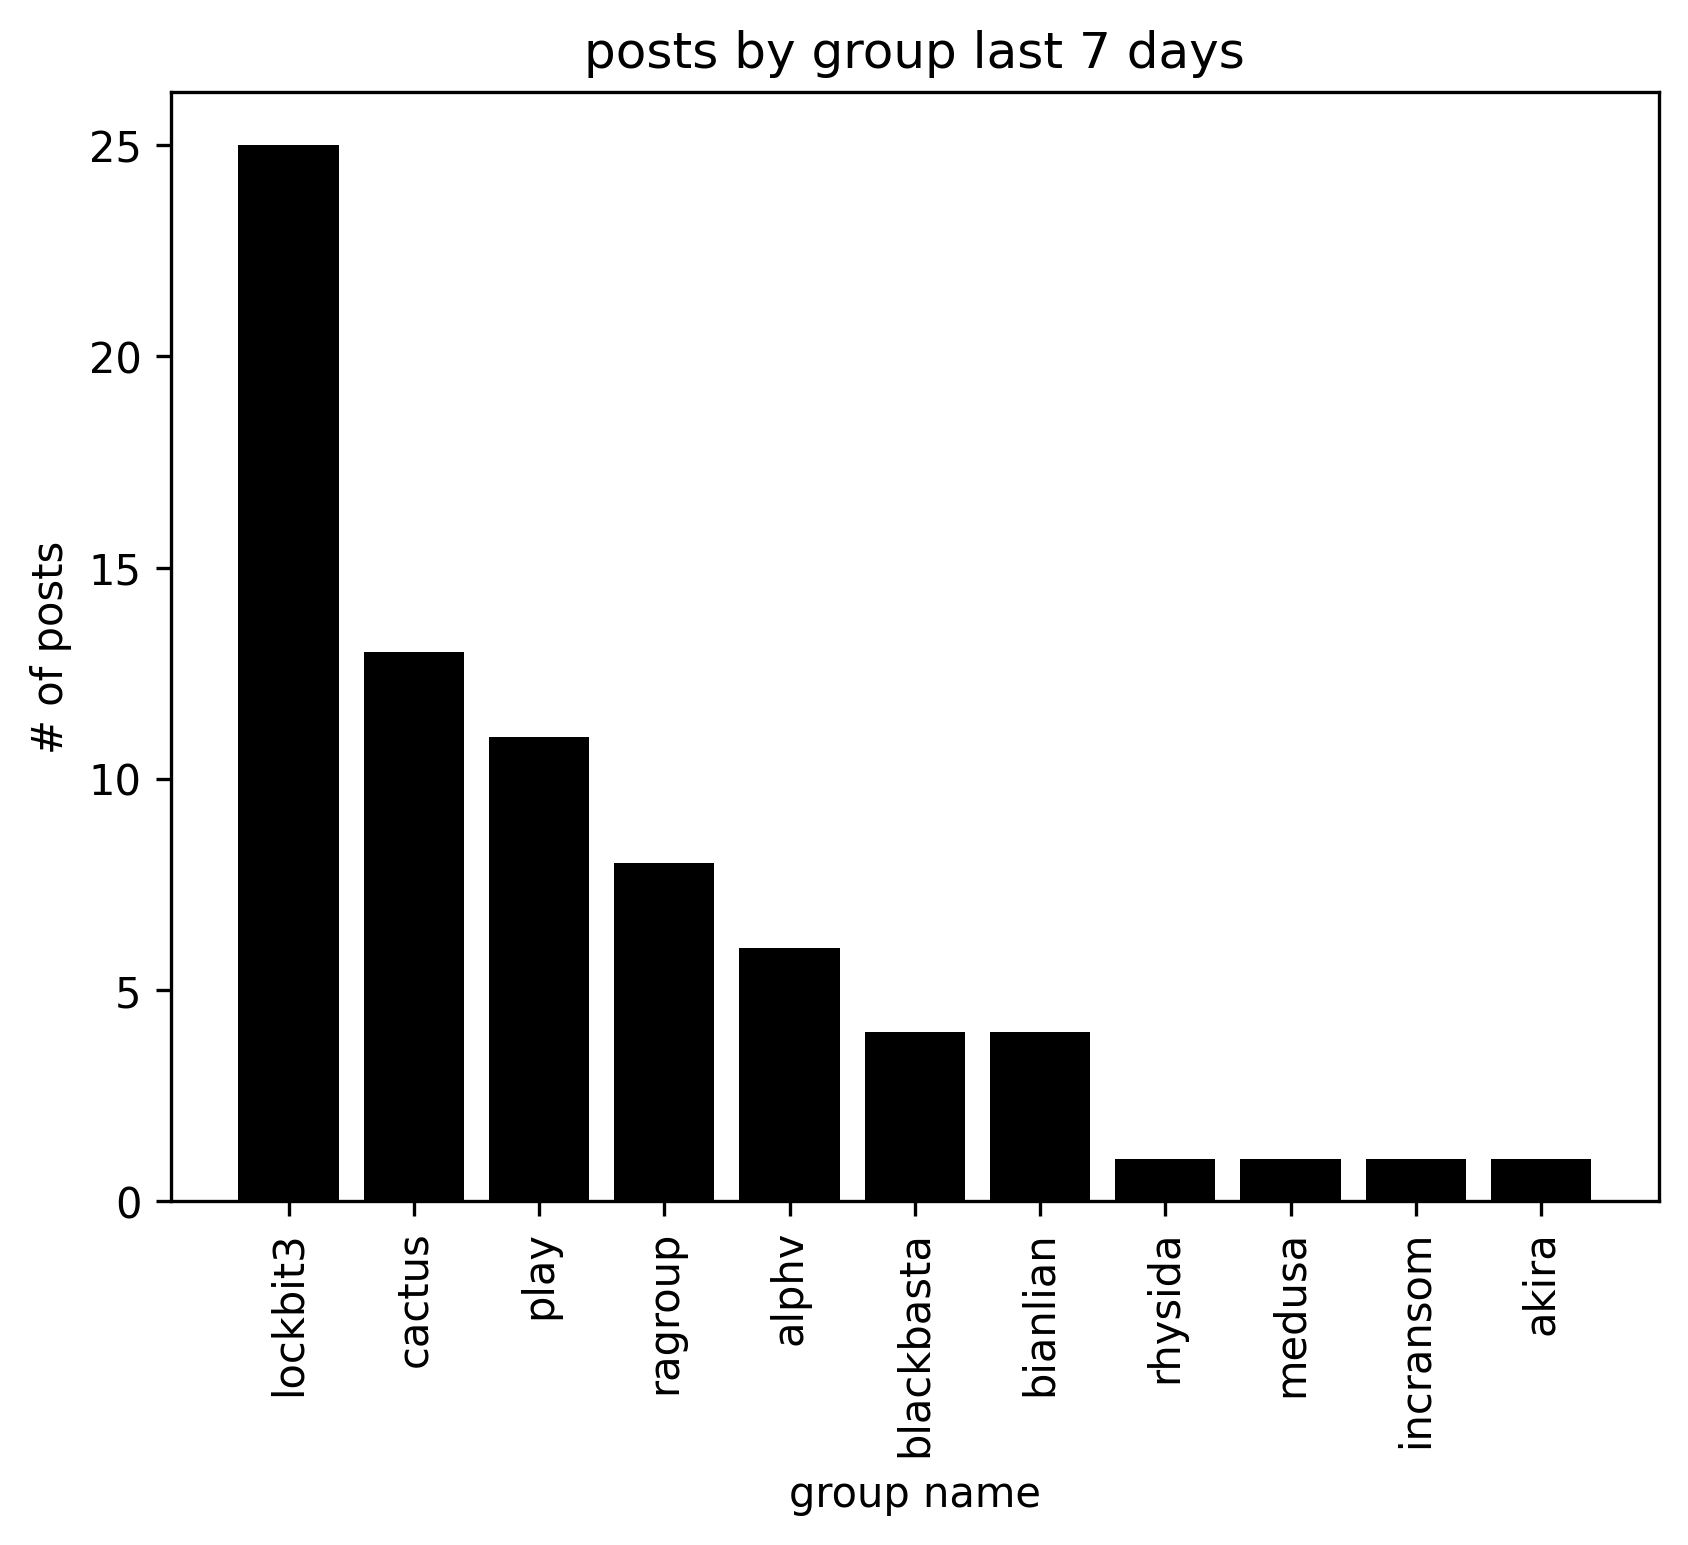 posts by group last 7 days
# of posts
25
20
15
10
5
0
lockbit3
cactus
play
ragroup
alphv
blackbasta
bianlian
rhysida
medusa
incransom
akira
group name